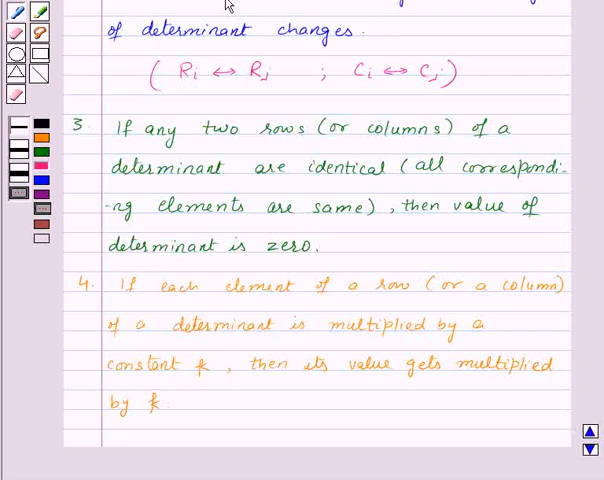 of determinant changes.
( Ri ↔ Rj ; Ci ↔ Cj )
3. If any two rows (or columns) of a
determinant are identical (all correspondi-
-ng elements are same), then value of
determinant is zero.
4. If each element of a row (or a column)
of a determinant is multiplied by a
constant k, then its value gets multiplied
by k.